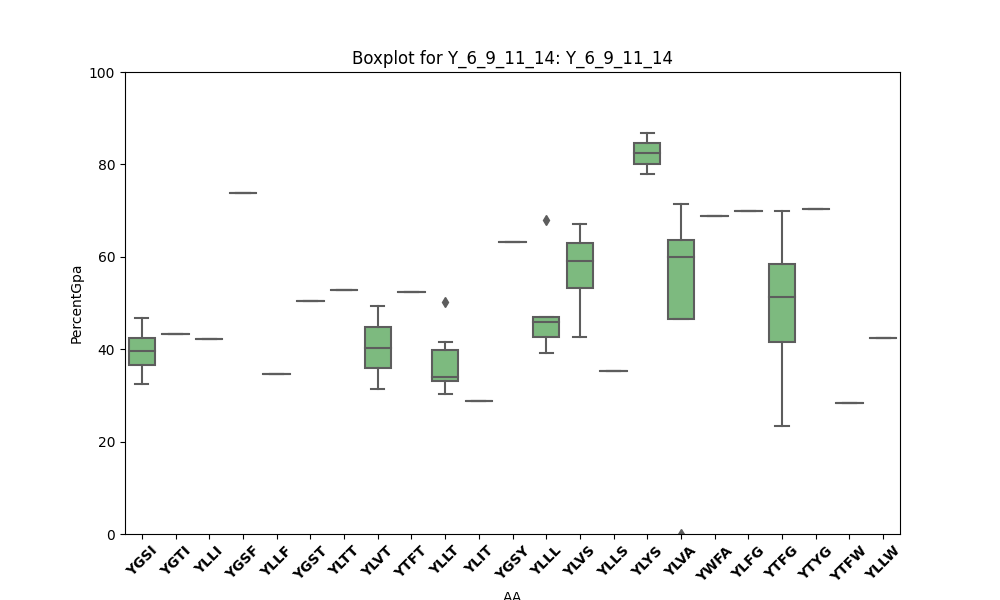 Boxplot for Y_6_9_11_14: Y_6_9_11_14
100
80
60
40
20
0
PercentGpa
YGSI
YGTI
YLLI
YGSF
YLLF
YGST
YLTT
YLVT
YTFT
YLLT
YLIT
YGSY
YLLL
YLVS
YLLS
YLYS
YLVA
YWFA
YLFG
YTFG
YTYG
YTFW
YLLW
AA